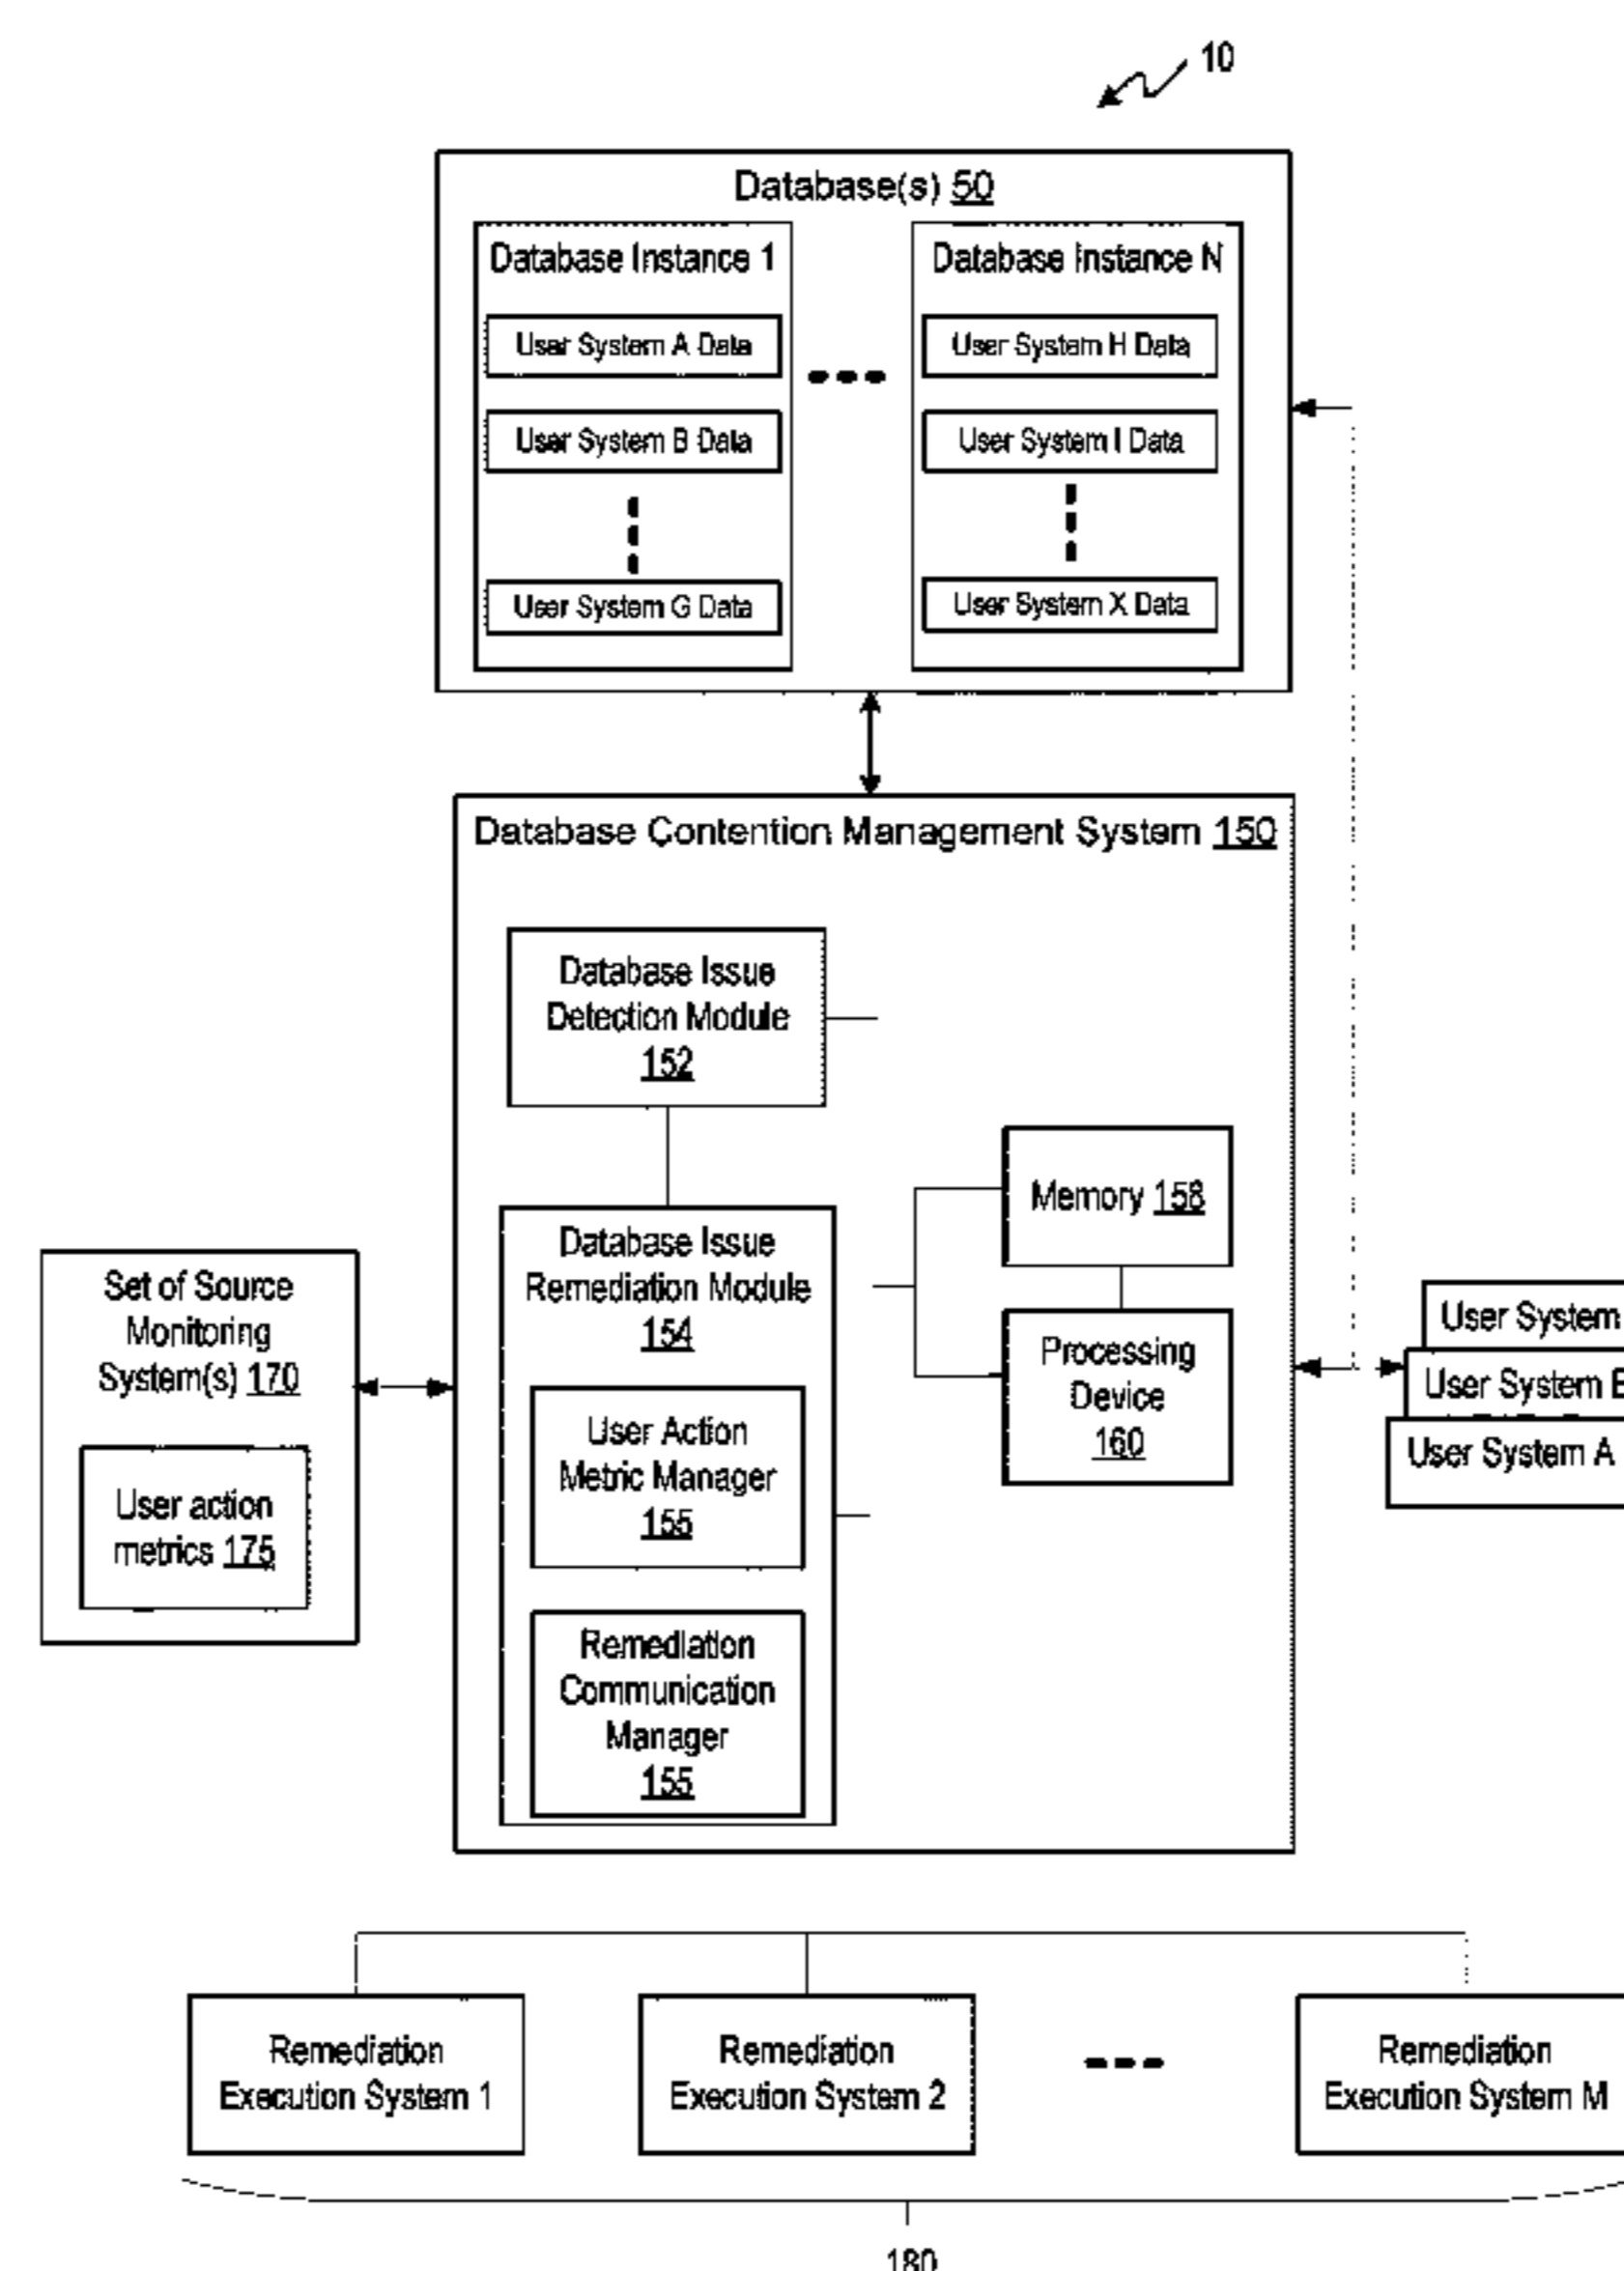 10
Database(s) 50
Database Instance 1
User System A Data
User System B Data
User System G Data
Database Instance N
User System H Data
User System I Data
User System X Data
Database Contention Management System 150
Database Issue
Detection Module
152
Database Issue
Remediation Module
154
User Action
Metric Manager
155
Remediation
Communication
Manager
155
Memory 158
Processing
Device
160
Set of Source
Monitoring
System(s) 170
User action
metrics 175
User System
User System B
User System A
Remediation
Execution System 1
Remediation
Execution System 2
Remediation
Execution System M
180